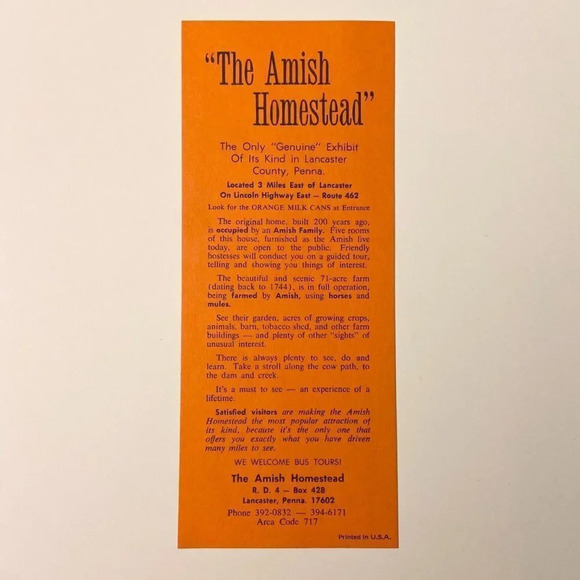 "The Amish
Homestead"
The Only "Genuine" Exhibit
Of Its Kind in Lancaster
County, Penna.
Located 3 Miles East of Lancaster
On Lincoln Highway East — Route 462
Look for the ORANGE MILK CANS at Entrance
The original home, built 200 years ago,
is occupied by an Amish Family. Five rooms
of this house, furnished as the Amish live
today, are open to the public. Friendly
hostesses will conduct you on a guided tour,
telling and showing you things of interest.
The beautiful and scenic 71-acre farm
(dating back to 1744), is in full operation,
being farmed by Amish, using horses and
mules.
See their garden, acres of growing crops,
animals, barn, tobacco shed, and other farm
buildings — and plenty of other "sights" of
unusual interest.
There is always plenty to see, do and
learn. Take a stroll along the cow path, to
the dam and creek.
It's a must to see — an experience of a
lifetime.
Satisfied visitors are making the Amish
Homestead the most popular attraction of
its kind, because it's the only one that
offers you exactly what you have driven
many miles to see.
WE WELCOME BUS TOURS!
The Amish Homestead
R. D. 4 — Box 42B
Lancaster, Penna. 17602
Phone 392-0832 — 394-6171
Area Code 717
Printed in U.S.A.